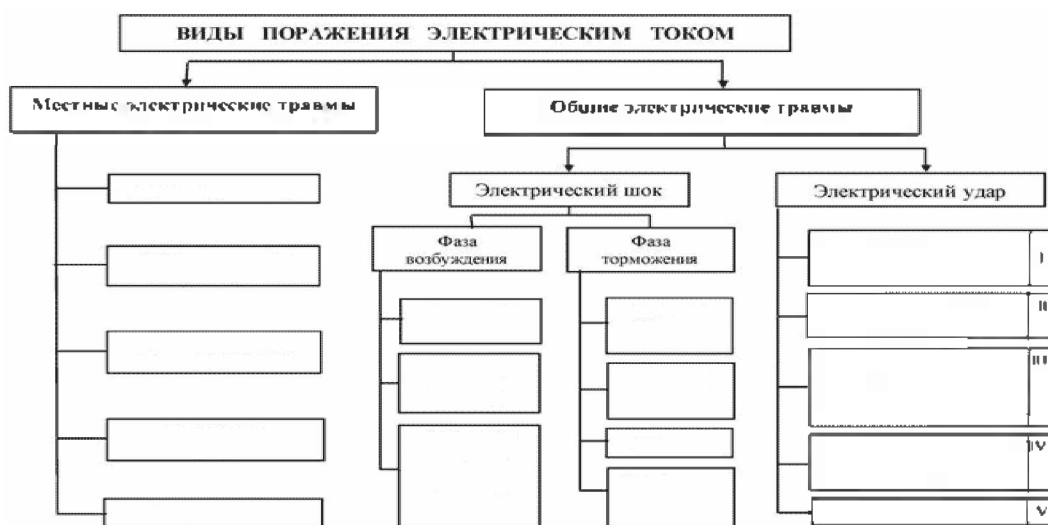 ВИДЫ ПОРАЖЕНИЯ ЭЛЕКТРИЧЕСКИМ ТОКОМ
Местные электрические травмы
Общие электрические травмы
Электрический шок
Электрический удар
Фаза
возбуждения
Фаза
торможения
I
II
III
IV
V